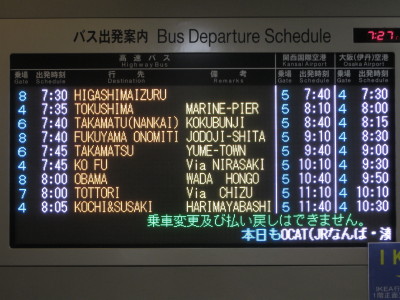 バス出発案内 Bus Departure Schedule 7:27
高速バス 関西国際空港 大阪(伊丹)空港
HighwayBus Kansai Airport Osaka Airport
乗場 出発時刻 行先 備考 乗場 出発時刻 乗場 出発時刻
Gate Schedule Destination Remarks Gate Schedule Gate Schedule
8 7:30 HIGASHIMAIZURU 5 7:40 4 7:40
4 7:35 TOKUSHIMA MARINE-PIER 5 8:10 4 8:00
6 7:40 TAKAMATU(NANKAI) KOKUBUNJI 5 8:40 4 8:15
8 7:40 FUKUYAMA ONOMITI JODOJI-SHITA 5 9:10 4 8:30
4 7:45 TAKAMATSU YUME-TOWN 5 9:40 4 9:00
4 7:45 KO FU Via NIRASAKI 5 10:10 4 9:30
8 8:00 OBAMA WADA HONGO 5 10:40 4 9:50
7 8:00 TOTTORI Via CHIZU 5 11:10 4 10:10
4 8:05 KOCHI&SUSAKI HARIMAYABASHI 5 11:40 4 10:30
乗車変更及び払い戻しはできません。
本日もOCAT(JRなんば・湊
IK
IKEA行